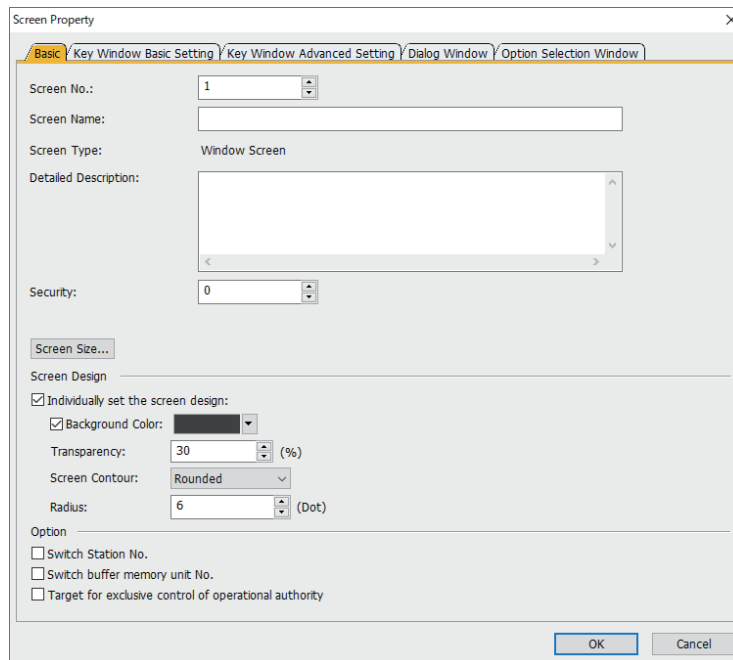 Screen Property
Basic Key Window Basic Setting Key Window Advanced Setting Dialog Window Option Selection Window
Screen No.: 1
Screen Name:
Screen Type: Window Screen
Detailed Description:
Security: 0
Screen Size...
Screen Design
Individually set the screen design:
Background Color:
Transparency: 30 (%)
Screen Contour: Rounded
Radius: 6 (Dot)
Option
Switch Station No.
Switch buffer memory unit No.
Target for exclusive control of operational authority
OK Cancel